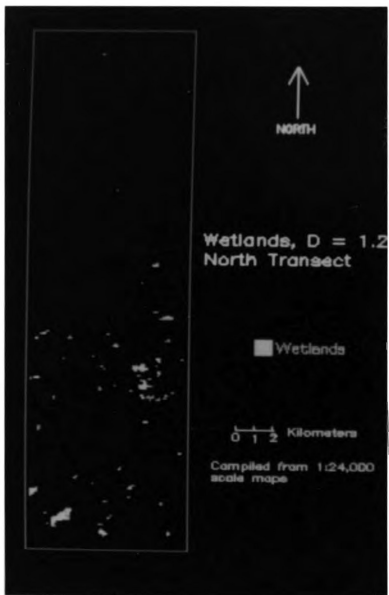 NORTH
Wetlands, D = 1.2
North Transect
Wetlands
0 1 2 Kilometers
Compiled from 1:24,000
scale maps